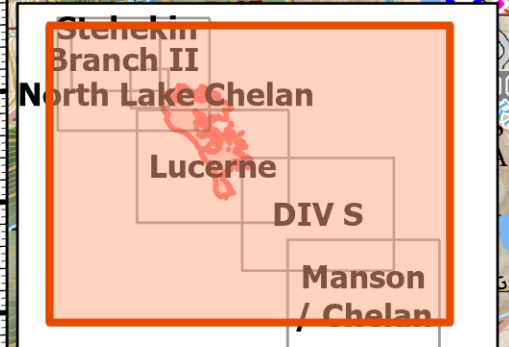 Stehekin
Branch II
North Lake Chelan
Lucerne
DIV S
Manson
/ Chelan